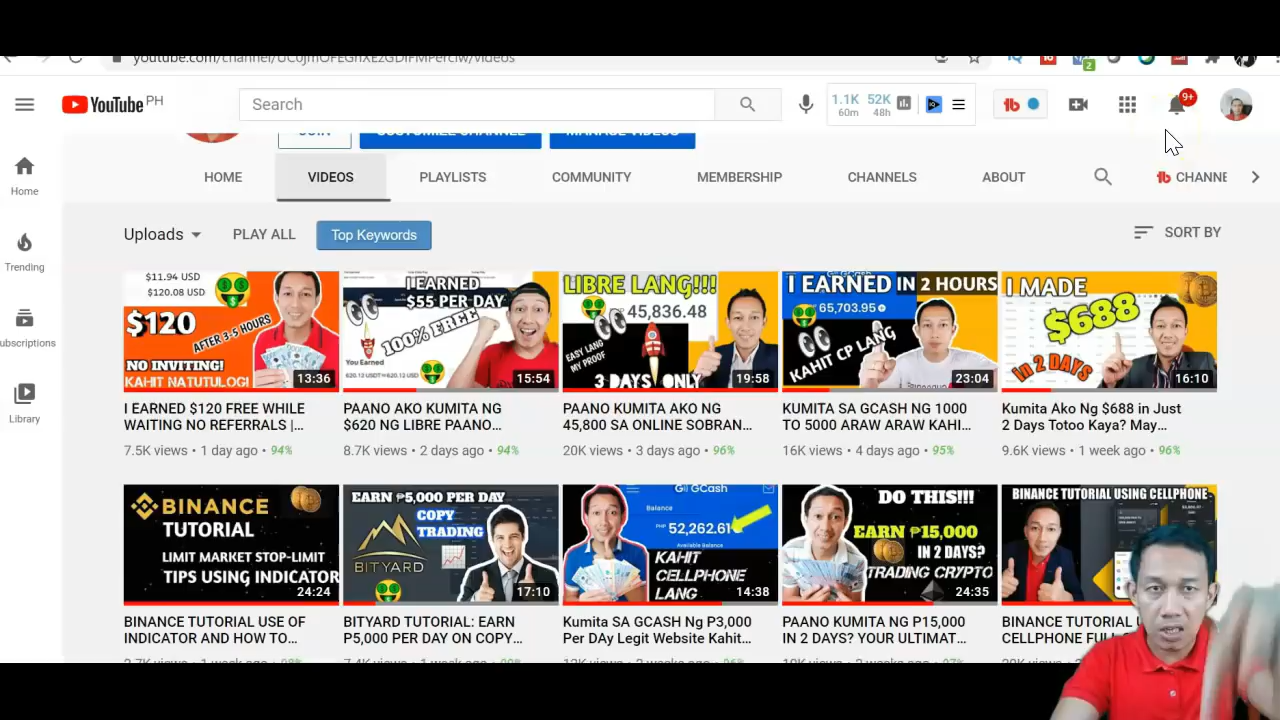 2
YouTube PH
Search
1.1K 52K
60m 48h
9+
JOIN
CUSTOMIZE CHANNEL
MANAGE VIDEOS
Home
Trending
Library
HOME
VIDEOS
PLAYLISTS
COMMUNITY
MEMBERSHIP
CHANNELS
ABOUT
CHANNE
Uploads
PLAY ALL
Top Keywords
SORT BY
$11.94 USD
$120.08 USD
$120
AFTER 3-5 HOURS
NO INVITING!
KAHIT NATUTULOG!
13:36
I EARNED
$55 PER DAY
100% FREE
You Earned
15:54
LIBRE LANG!!!
45,836.48
EASY LANG
MY PROOF
3 DAYS ONLY
19:58
I EARNED IN 2 HOURS
65,703.95
KAHIT CP LANG
23:04
I MADE
$688
in 2 DAYS
16:10
I EARNED $120 FREE WHILE
WAITING NO REFERRALS |...
7.5K views • 1 day ago • 94%
PAANO AKO KUMITA NG
$620 NG LIBRE PAANO...
8.7K views • 2 days ago • 94%
PAANO KUMITA AKO NG
45,800 SA ONLINE SOBRAN...
20K views • 3 days ago • 96%
KUMITA SA GCASH NG 1000
TO 5000 ARAW ARAW KAHI...
16K views • 4 days ago • 95%
Kumita Ako Ng $688 in Just
2 Days Totoo Kaya? May...
9.6K views • 1 week ago • 96%
BINANCE
TUTORIAL
LIMIT MARKET STOP-LIMIT
TIPS USING INDICATOR
24:24
EARN ₱5,000 PER DAY
COPY
TRADING
BITYARD
17:10
GCash
Balance
PHP 52,262.61
Available Balance
KAHIT
CELLPHONE
LANG
14:38
DO THIS!!!
EARN ₱15,000
IN 2 DAYS?
TRADING CRYPTO
24:35
BINANCE TUTORIAL USING CELLPHONE
BINANCE TUTORIAL USE OF
INDICATOR AND HOW TO...
BITYARD TUTORIAL: EARN
P5,000 PER DAY ON COPY...
Kumita SA GCASH Ng P3,000
Per DAy Legit Website Kahit...
PAANO KUMITA NG P15,000
IN 2 DAYS? YOUR ULTIMAT...
BINANCE TUTORIAL
CELLPHONE